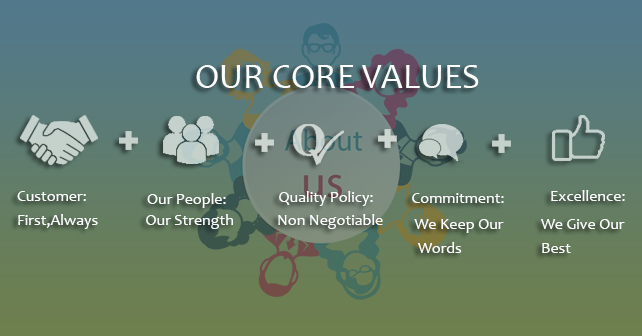 OUR CORE VALUES
About
US
Customer:
First,Always
Our People:
Our Strength
Quality Policy:
Non Negotiable
Commitment:
We Keep Our
Words
Excellence:
We Give Our
Best